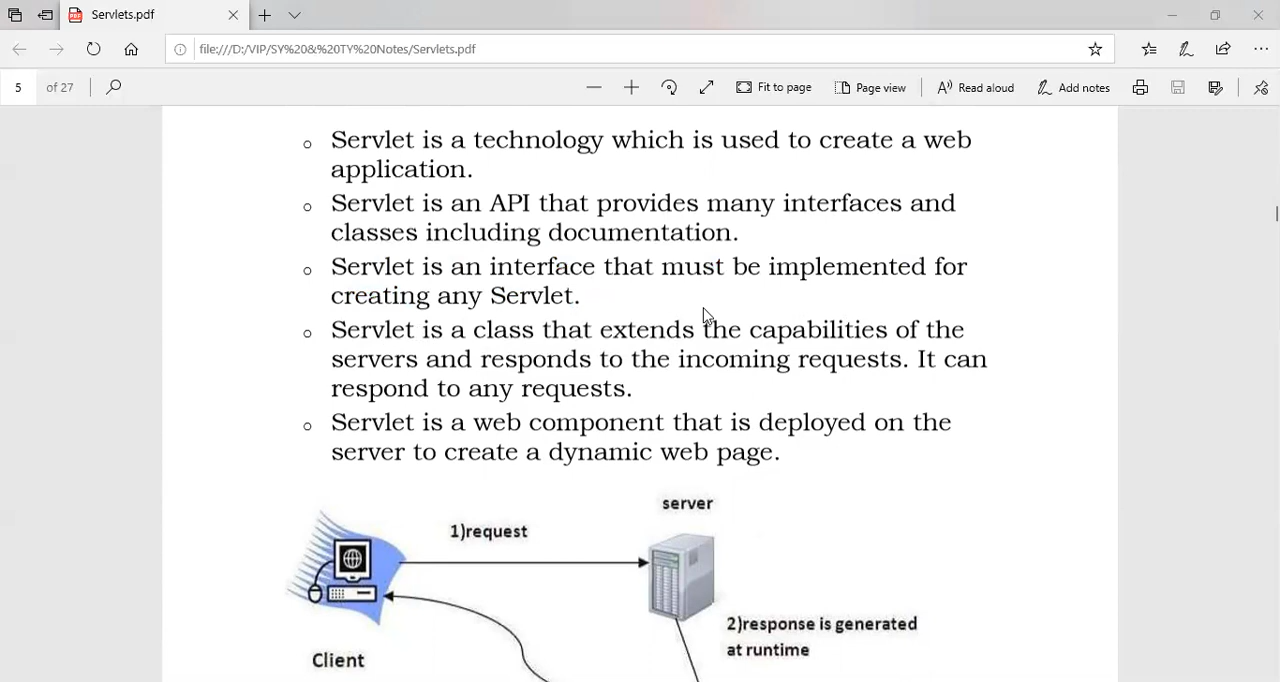 Servlets.pdf
file:///D:/VIP/SY%20&%20TY%20Notes/Servlets.pdf
5 of 27 Fit to page Page view Read aloud Add notes
Servlet is a technology which is used to create a web
application.
Servlet is an API that provides many interfaces and
classes including documentation.
Servlet is an interface that must be implemented for
creating any Servlet.
Servlet is a class that extends the capabilities of the
servers and responds to the incoming requests. It can
respond to any requests.
Servlet is a web component that is deployed on the
server to create a dynamic web page.
server
1)request
2)response is generated
at runtime
Client